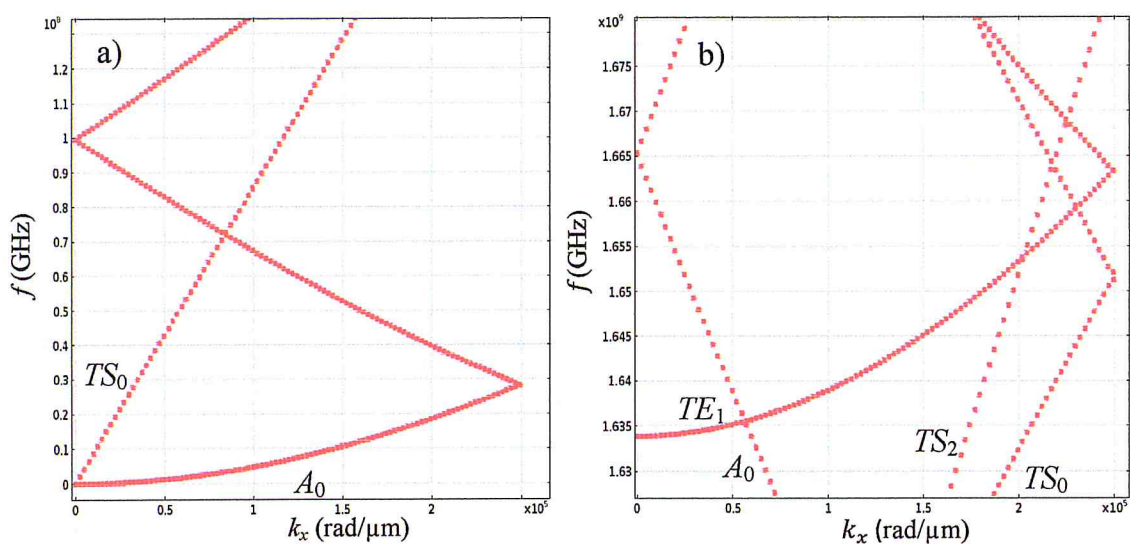 10⁹
a)
1.2
1.1
1
0.9
0.8
0.7
0.6
0.5
0.4
0.3
0.2
0.1
0
f (GHz)
TS₀
A₀
0 0.5 1 1.5 2 ×10⁵
kₓ (rad/µm)
×10⁹
b)
1.675
1.67
1.665
1.66
1.655
1.65
1.645
1.64
1.635
1.63
f (GHz)
TE₁
A₀
TS₂
TS₀
0 0.5 1 1.5 2 ×10⁵
kₓ (rad/µm)